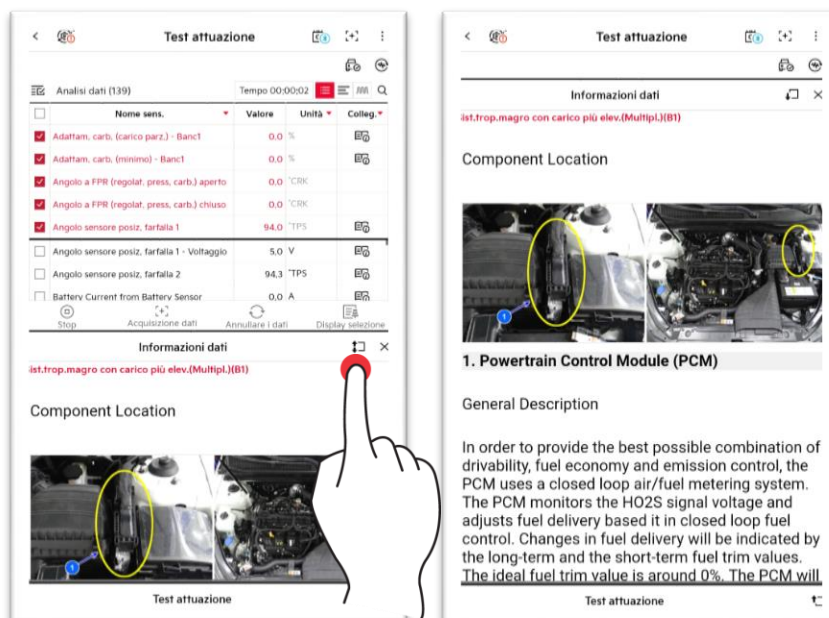 Test attuazione
Analisi dati (139)
Tempo 00:00:02
Nome sens. Valore Unità Colleg.
Adattam. carb. (carico parz.) - Banc1 0.0 %
Adattam. carb. (minimo) - Banc1 0.0 %
Angolo a FPR (regolat. press. carb.) aperto 0.0 °CRK
Angolo a FPR (regolat. press. carb.) chiuso 0.0 °CRK
Angolo sensore posiz. farfalla 1 94.0 °TPS
Angolo sensore posiz. farfalla 1 - Voltaggio 5.0 V
Angolo sensore posiz. farfalla 2 94.3 °TPS
Battery Current from Battery Sensor 0.0 A
Stop Acquisizione dati Annullare i dati Display selezione
Informazioni dati
ist.trop.magro con carico più elev.(Multipl.)(B1)
Component Location
1
Test attuazione
Test attuazione
Informazioni dati
ist.trop.magro con carico più elev.(Multipl.)(B1)
Component Location
1
1. Powertrain Control Module (PCM)
General Description
In order to provide the best possible combination of
drivability, fuel economy and emission control, the
PCM uses a closed loop air/fuel metering system.
The PCM monitors the HO2S signal voltage and
adjusts fuel delivery based it in closed loop fuel
control. Changes in fuel delivery will be indicated by
the long-term and the short-term fuel trim values.
The ideal fuel trim value is around 0%. The PCM will
Test attuazione